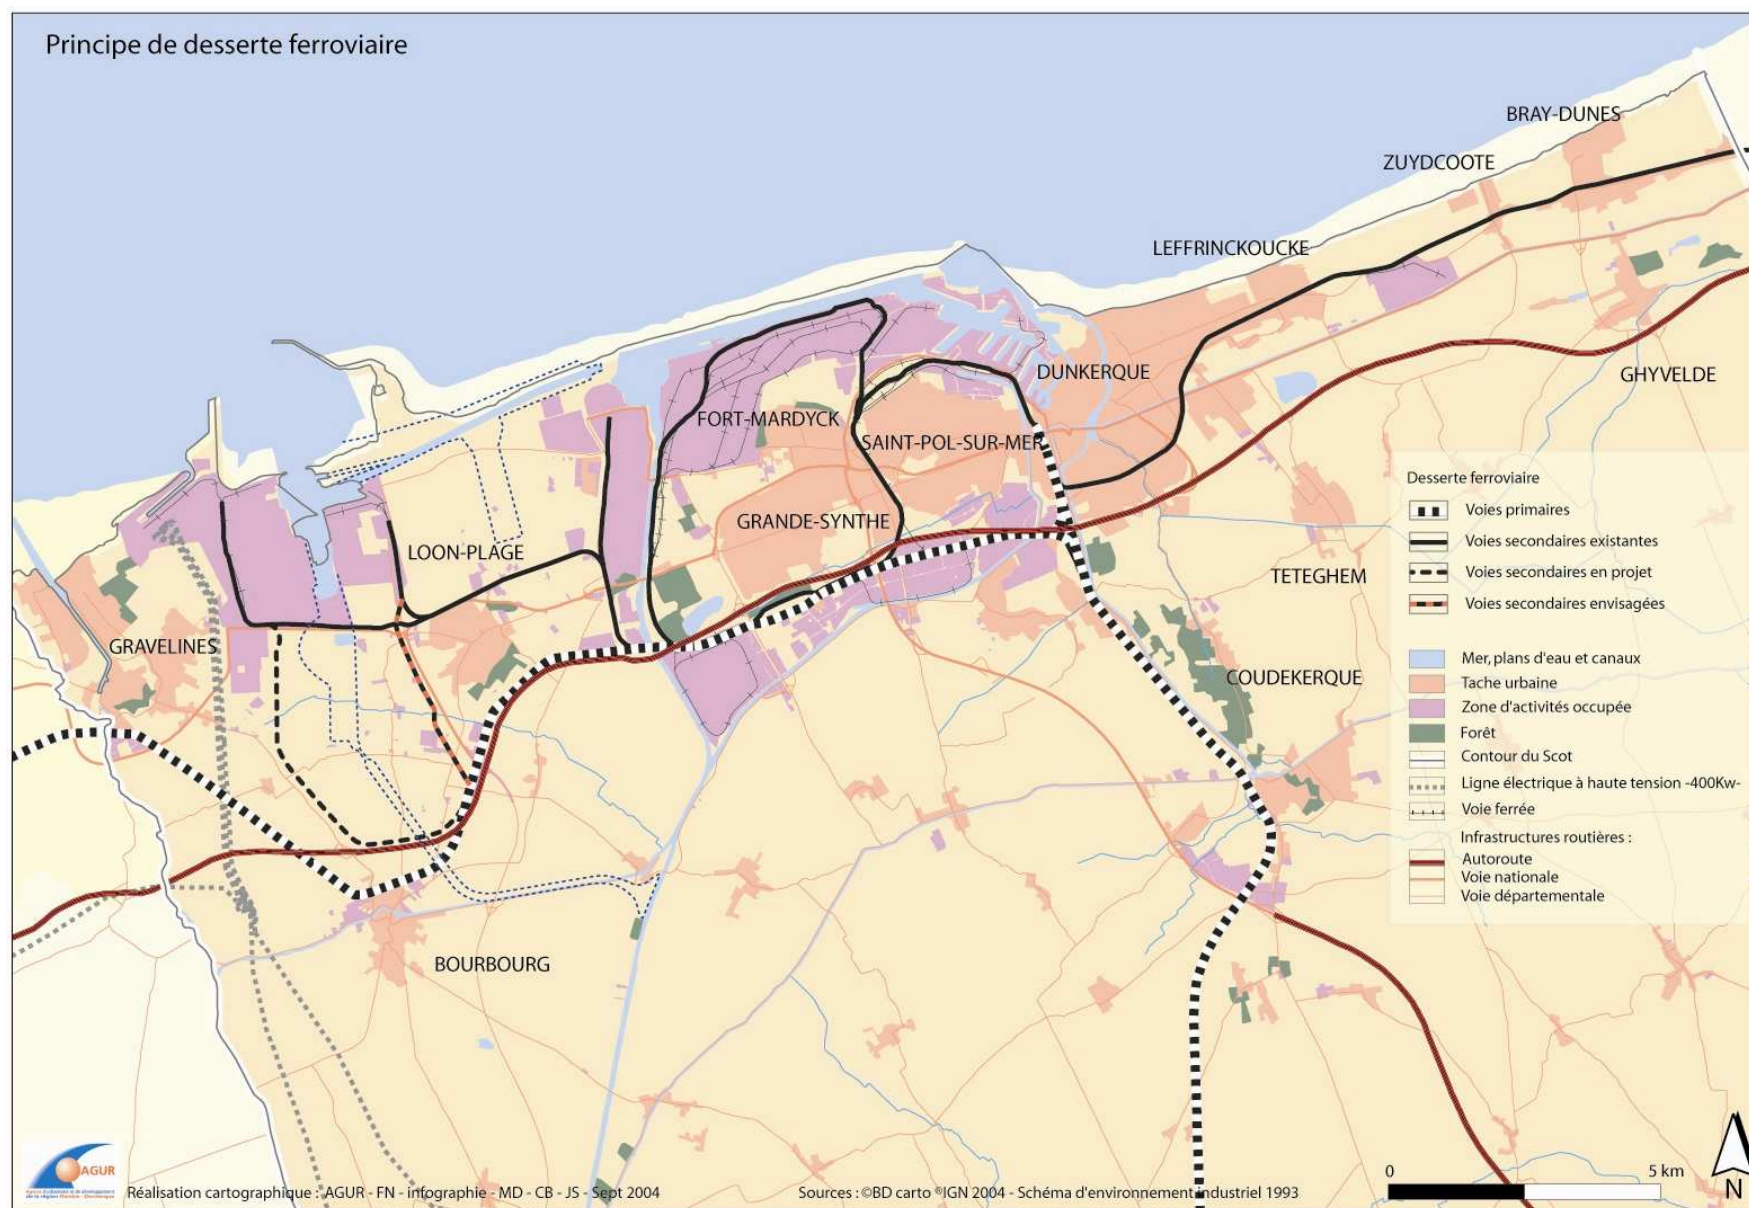 Principe de desserte ferroviaire
BRAY-DUNES
ZUYDCOOTE
LEFFRINCKOUCKE
DUNKERQUE
GHYVELDE
FORT-MARDYCK
SAINT-POL-SUR-MER
GRANDE-SYNTHE
LOON-PLAGE
TETEGHEM
GRAVELINES
COUDEKERQUE
BOURBOURG
Desserte ferroviaire
Voies primaires
Voies secondaires existantes
Voies secondaires en projet
Voies secondaires envisagées
Mer, plans d'eau et canaux
Tache urbaine
Zone d'activités occupée
Forêt
Contour du Scot
Ligne électrique à haute tension -400Kw-
Voie ferrée
Infrastructures routières :
Autoroute
Voie nationale
Voie départementale
0 5 km
N
AGUR
Réalisation cartographique : AGUR - FN - infographie - MD - CB - JS - Sept 2004
Sources : ©BD carto ®IGN 2004 - Schéma d'environnement industriel 1993